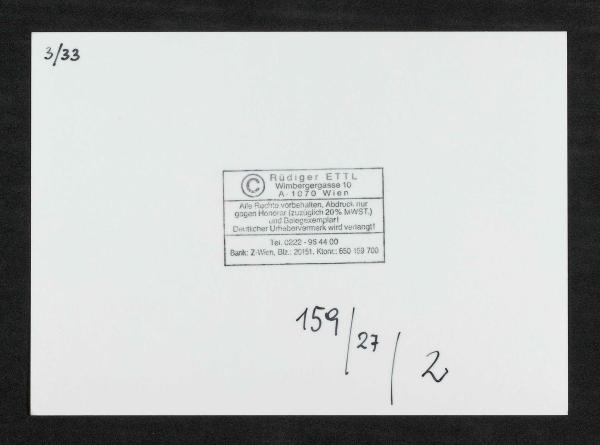 3/33
© Rüdiger ETTL
Wimbergergasse 10
A-1070 Wien
Alle Rechte vorbehalten, Abdruck nur
gegen Honorar (zuzüglich 20% MWST.)
und Belegexemplar!
Deutlicher Urhebervermerk wird verlangt!
Tel. 0222 - 96 44 00
Bank: Z-Wien, Blz.: 20151, Ktonr.: 650 159 700
159/27/2